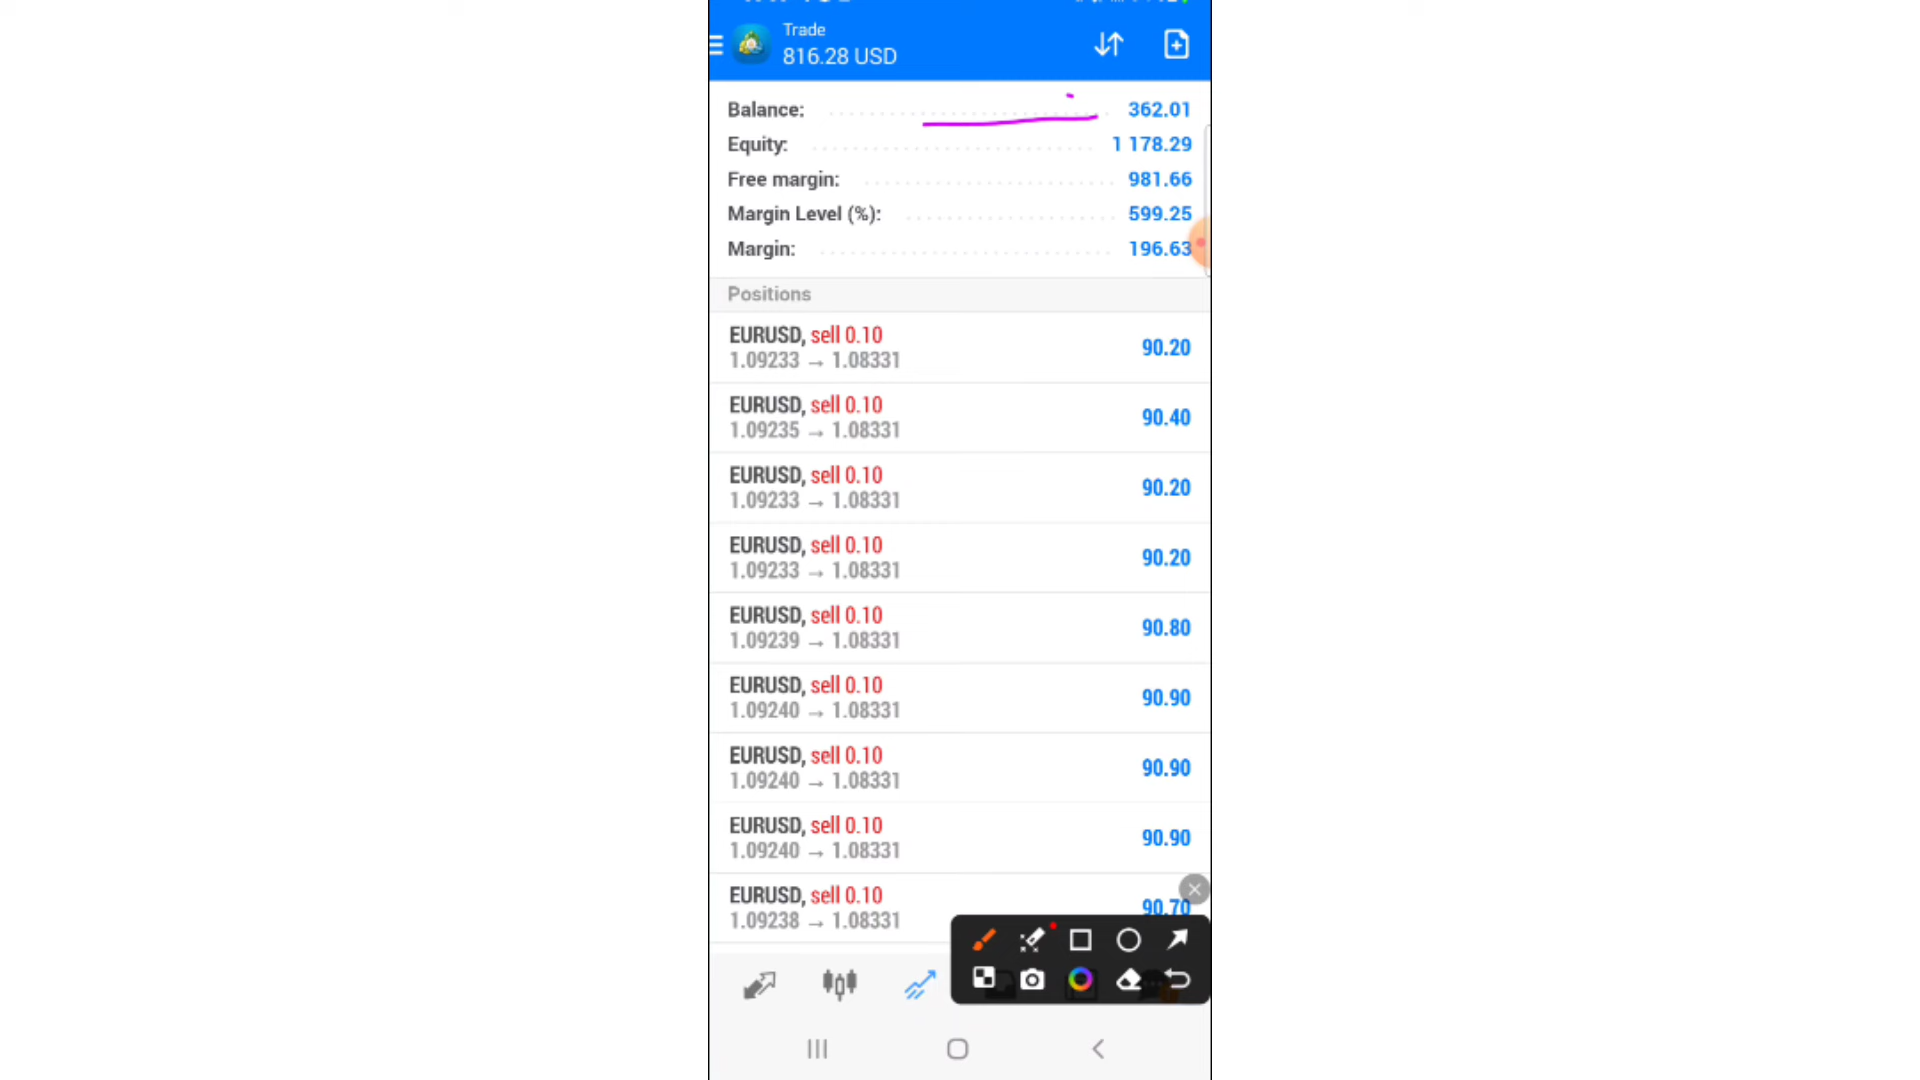 Trade
816.28 USD
Balance: 362.01
Equity: 1 178.29
Free margin: 981.66
Margin Level (%): 599.25
Margin: 196.63
Positions
EURUSD, sell 0.10
1.09233 → 1.08331
90.20
EURUSD, sell 0.10
1.09235 → 1.08331
90.40
EURUSD, sell 0.10
1.09233 → 1.08331
90.20
EURUSD, sell 0.10
1.09233 → 1.08331
90.20
EURUSD, sell 0.10
1.09239 → 1.08331
90.80
EURUSD, sell 0.10
1.09240 → 1.08331
90.90
EURUSD, sell 0.10
1.09240 → 1.08331
90.90
EURUSD, sell 0.10
1.09240 → 1.08331
90.90
EURUSD, sell 0.10
1.09238 → 1.08331
90.70